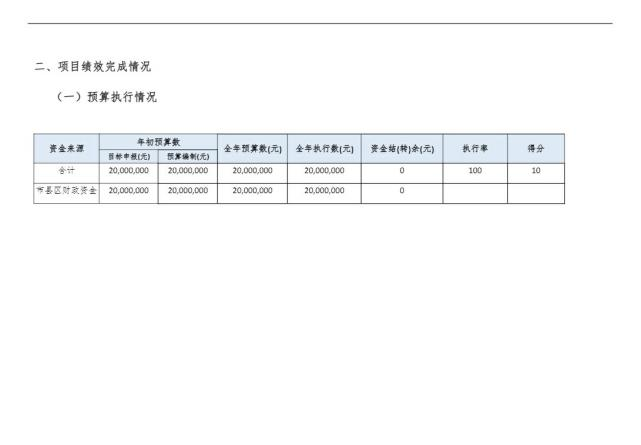 二、项目绩效完成情况
（一）预算执行情况
资金来源 年初预算数 全年预算数(元) 全年执行数(元) 资金结(转)余(元) 执行率 得分
目标申报(元) 预算编制(元)
合计 20,000,000 20,000,000 20,000,000 20,000,000 0 100 10
市县区财政资金 20,000,000 20,000,000 20,000,000 20,000,000 0